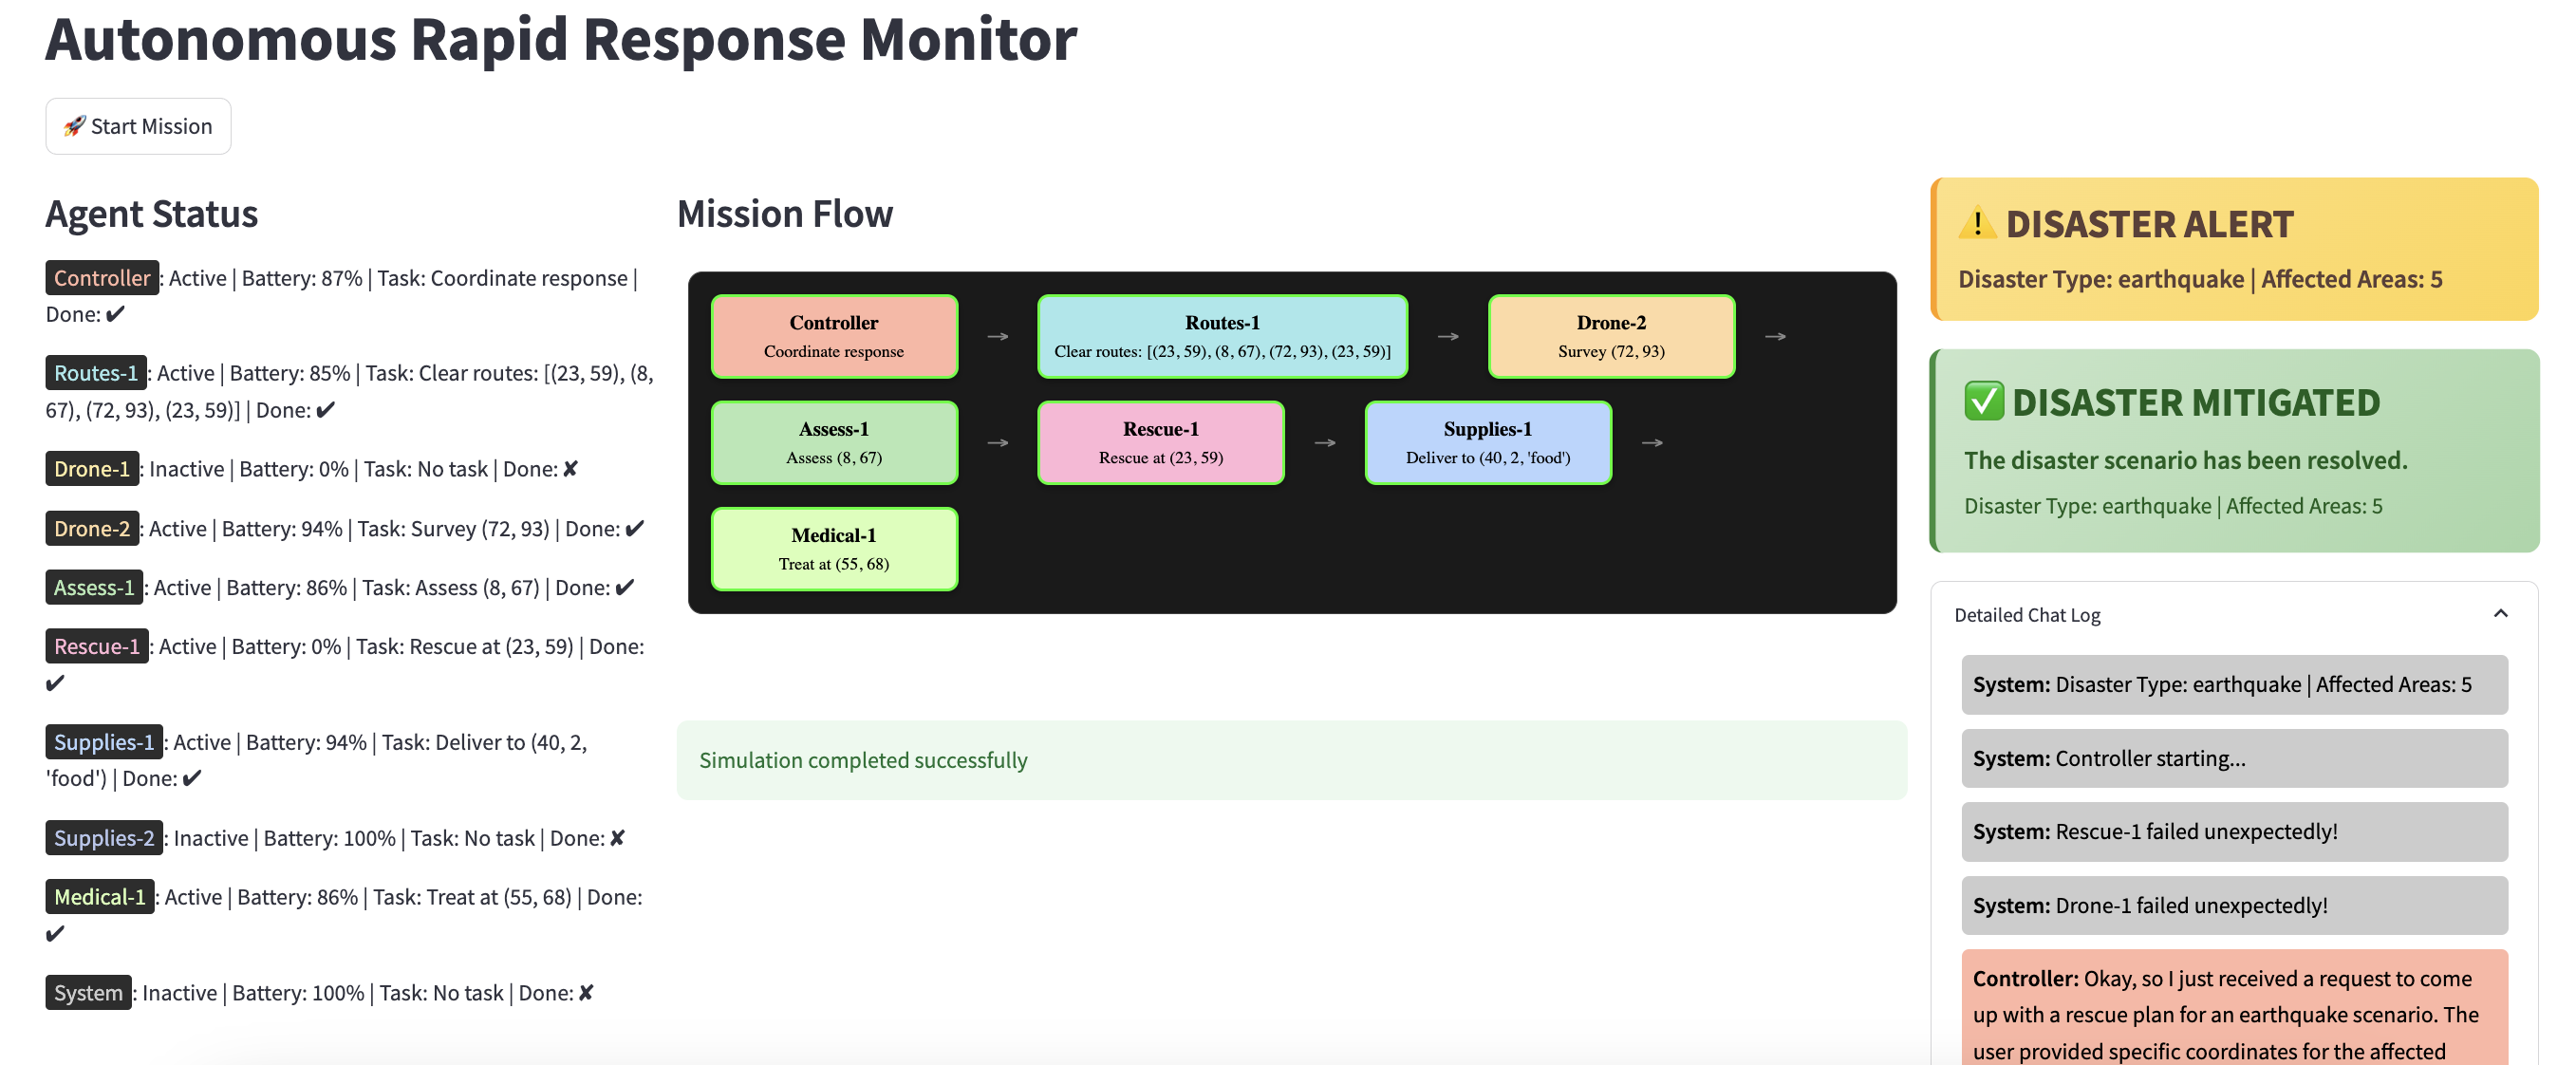 Autonomous Rapid Response Monitor
🚀 Start Mission
Agent Status
Controller : Active | Battery: 87% | Task: Coordinate response |
Done: ✔
Routes-1 : Active | Battery: 85% | Task: Clear routes: [(23, 59), (8,
67), (72, 93), (23, 59)] | Done: ✔
Drone-1 : Inactive | Battery: 0% | Task: No task | Done: ✘
Drone-2 : Active | Battery: 94% | Task: Survey (72, 93) | Done: ✔
Assess-1 : Active | Battery: 86% | Task: Assess (8, 67) | Done: ✔
Rescue-1 : Active | Battery: 0% | Task: Rescue at (23, 59) | Done:
✔
Supplies-1 : Active | Battery: 94% | Task: Deliver to (40, 2,
'food') | Done: ✔
Supplies-2 : Inactive | Battery: 100% | Task: No task | Done: ✘
Medical-1 : Active | Battery: 86% | Task: Treat at (55, 68) | Done:
✔
System : Inactive | Battery: 100% | Task: No task | Done: ✘
Mission Flow
Controller
Coordinate response
→
Routes-1
Clear routes: [(23, 59), (8, 67), (72, 93), (23, 59)]
→
Drone-2
Survey (72, 93)
→
Assess-1
Assess (8, 67)
→
Rescue-1
Rescue at (23, 59)
→
Supplies-1
Deliver to (40, 2, 'food')
→
Medical-1
Treat at (55, 68)
Simulation completed successfully
⚠️ DISASTER ALERT
Disaster Type: earthquake | Affected Areas: 5
✅ DISASTER MITIGATED
The disaster scenario has been resolved.
Disaster Type: earthquake | Affected Areas: 5
Detailed Chat Log
System: Disaster Type: earthquake | Affected Areas: 5
System: Controller starting...
System: Rescue-1 failed unexpectedly!
System: Drone-1 failed unexpectedly!
Controller: Okay, so I just received a request to come
up with a rescue plan for an earthquake scenario. The
user provided specific coordinates for the affected